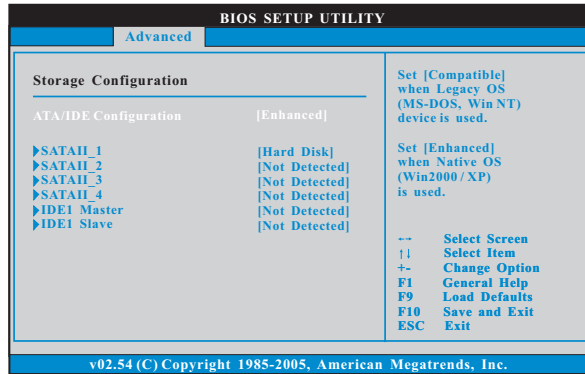 BIOS SETUP UTILITY
Advanced
Storage Configuration
ATA/IDE Configuration [Enhanced]
SATAII_1 [Hard Disk]
SATAII_2 [Not Detected]
SATAII_3 [Not Detected]
SATAII_4 [Not Detected]
IDE1 Master [Not Detected]
IDE1 Slave [Not Detected]
Set [Compatible]
when Legacy OS
(MS-DOS, Win NT)
device is used.
Set [Enhanced]
when Native OS
(Win2000 / XP)
is used.
←→ Select Screen
↑↓ Select Item
+- Change Option
F1 General Help
F9 Load Defaults
F10 Save and Exit
ESC Exit
v02.54 (C) Copyright 1985-2005, American Megatrends, Inc.